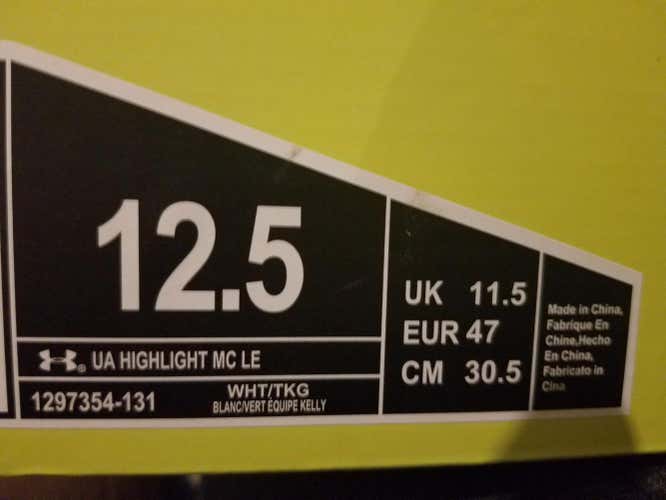 12.5
UA HIGHLIGHT MC LE
1297354-131
WHT/TKG
BLANC/VERT ÉQUIPE KELLY
UK 11.5
EUR 47
CM 30.5
Made in China,
Fabrique En
Chine,Hecho
En China,
Fabricato in
Cina